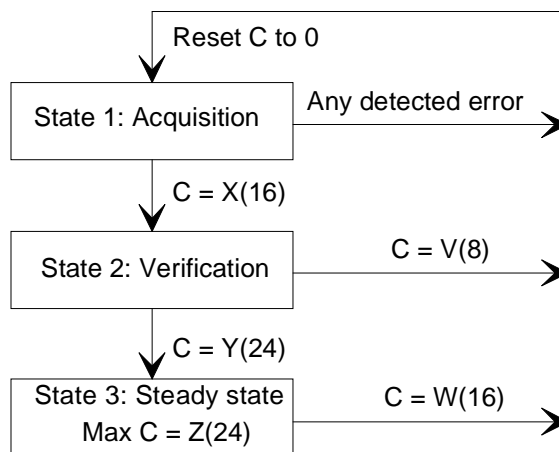 Reset C to 0
State 1: Acquisition
Any detected error
C = X(16)
State 2: Verification
C = V(8)
C = Y(24)
State 3: Steady state
Max C = Z(24)
C = W(16)